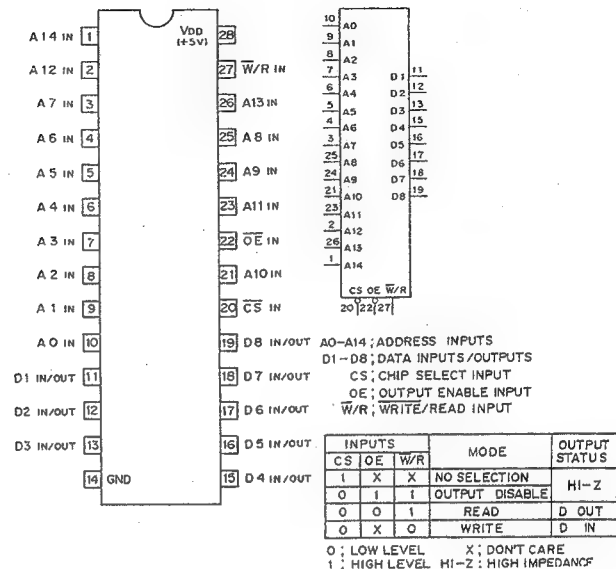 A14 IN 1
A12 IN 2
A7 IN 3
A6 IN 4
A5 IN 5
A4 IN 6
A3 IN 7
A2 IN 8
A1 IN 9
A0 IN 10
D1 IN/OUT 11
D2 IN/OUT 12
D3 IN/OUT 13
14 GND
VDD
(+5V)
28
27 W̅/R IN
26 A13 IN
25 A8 IN
24 A9 IN
23 A11 IN
22 O̅E̅ IN
21 A10 IN
20 C̅S̅ IN
19 D8 IN/OUT
18 D7 IN/OUT
17 D6 IN/OUT
16 D5 IN/OUT
15 D4 IN/OUT
10 A0
9 A1
8 A2
7 A3
6 A4
5 A5
4 A6
3 A7
25 A8
24 A9
21 A10
23 A11
2 A12
26 A13
1 A14
D1 11
D2 12
D3 13
D4 15
D5 16
D6 17
D7 18
D8 19
CS OE W̅/R
20 22 27
A0-A14; ADDRESS INPUTS
D1-D8; DATA INPUTS/OUTPUTS
CS; CHIP SELECT INPUT
OE; OUTPUT ENABLE INPUT
W̅/R; W̅R̅I̅T̅E̅/READ INPUT
INPUTS MODE OUTPUT STATUS
CS OE W̅/R
1 X X NO SELECTION HI-Z
0 1 1 OUTPUT DISABLE
0 0 1 READ D OUT
0 X 0 WRITE D IN
0; LOW LEVEL X; DON'T CARE
1; HIGH LEVEL HI-Z; HIGH IMPEDANCE